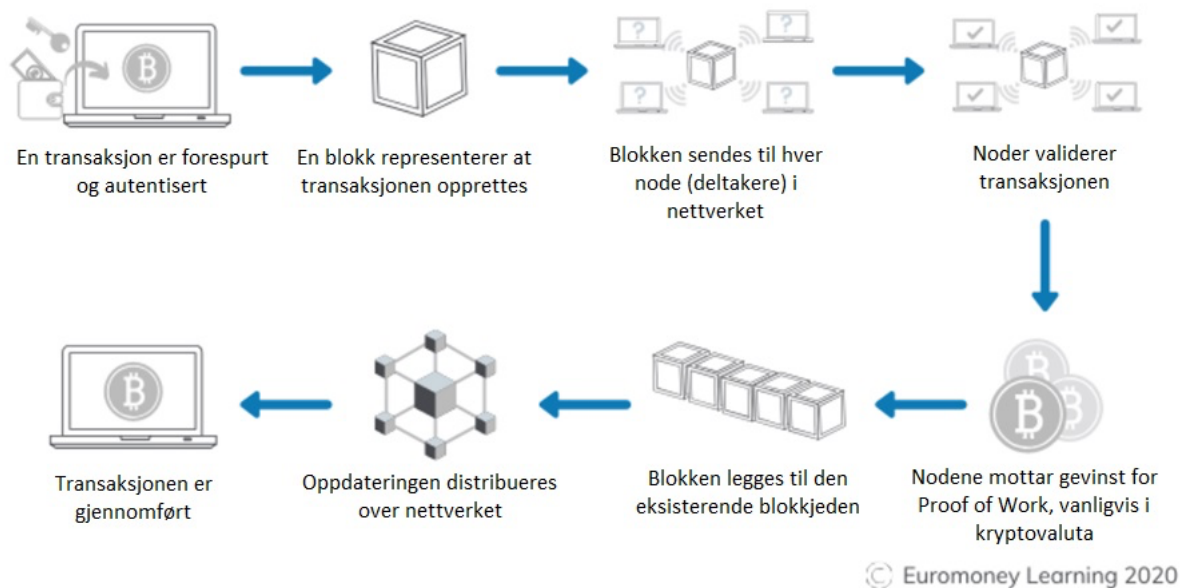 En transaksjon er forespurt
og autentisert
En blokk representerer at
transaksjonen opprettes
Blokken sendes til hver
node (deltakere) i
nettverket
Noder validerer
transaksjonen
Nodene mottar gevinst for
Proof of Work, vanligvis i
kryptovaluta
Blokken legges til den
eksisterende blokkjeden
Oppdateringen distribueres
over nettverket
Transaksjonen er
gjennomført
© Euromoney Learning 2020